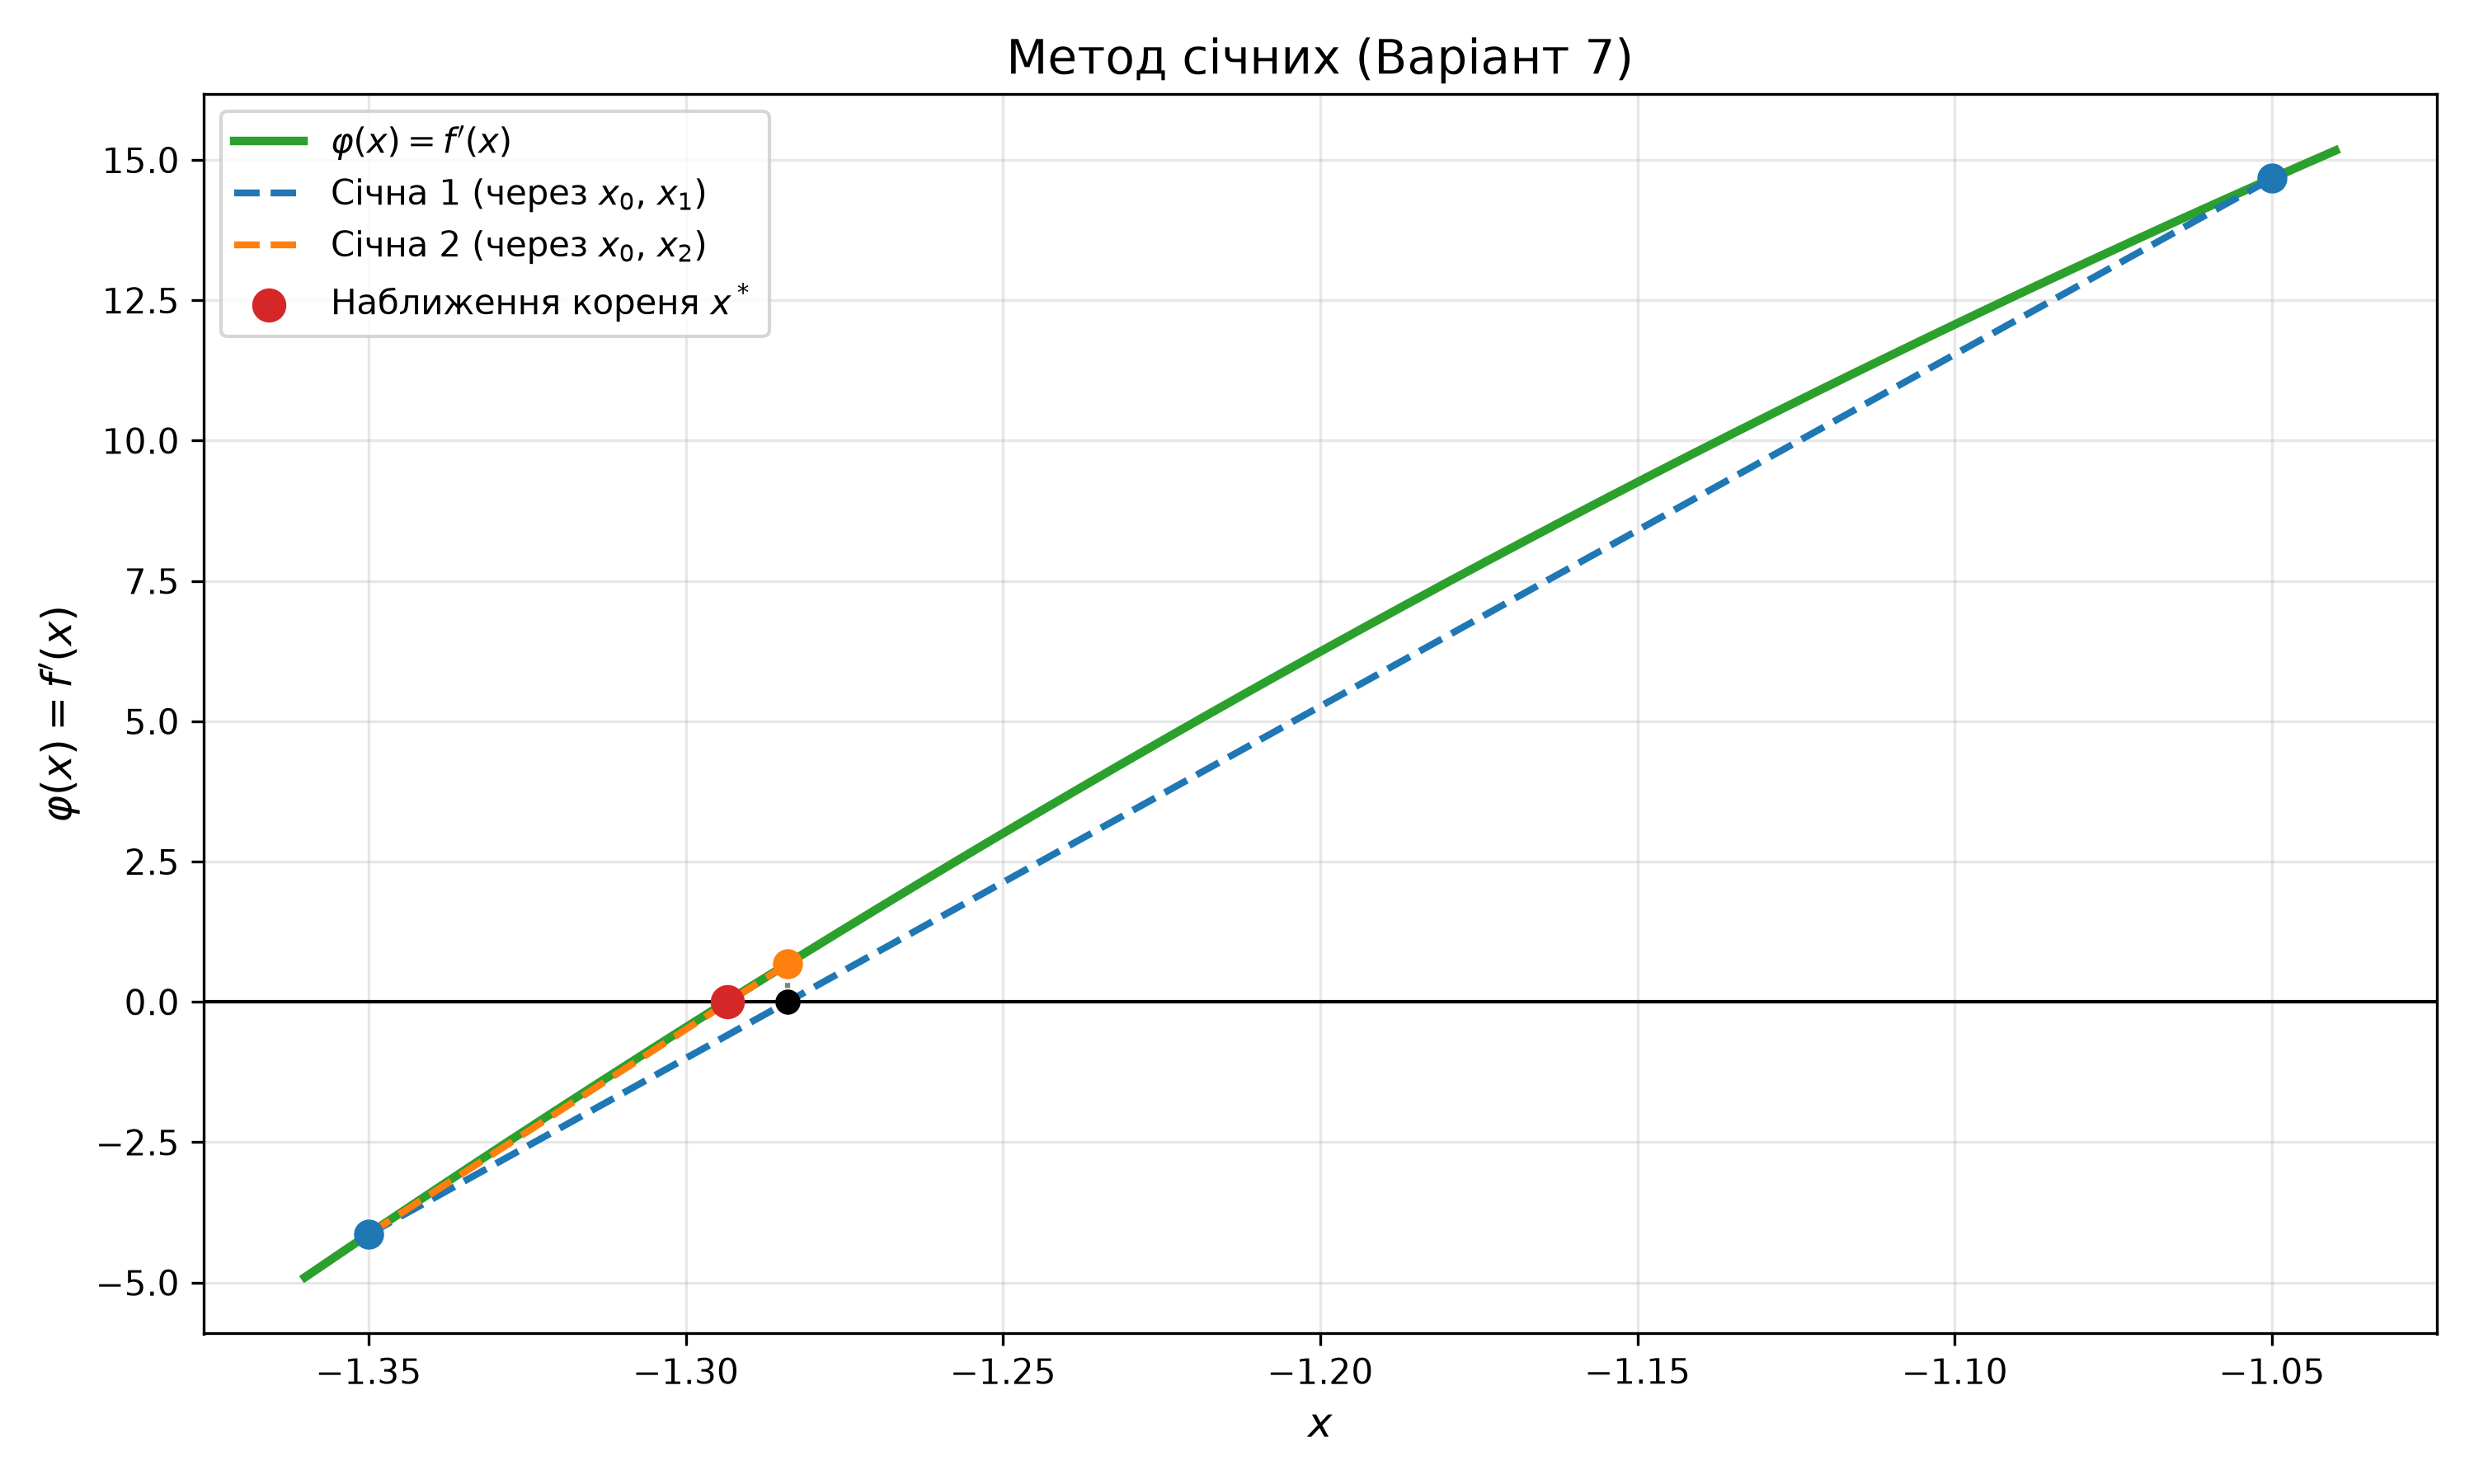 Метод січних (Варіант 7)
φ(x) = f′(x)
Січна 1 (через x₀, x₁)
Січна 2 (через x₀, x₂)
Наближення кореня x*
φ(x) = f′(x)
15.0
12.5
10.0
7.5
5.0
2.5
0.0
−2.5
−5.0
−1.35 −1.30 −1.25 −1.20 −1.15 −1.10 −1.05
x